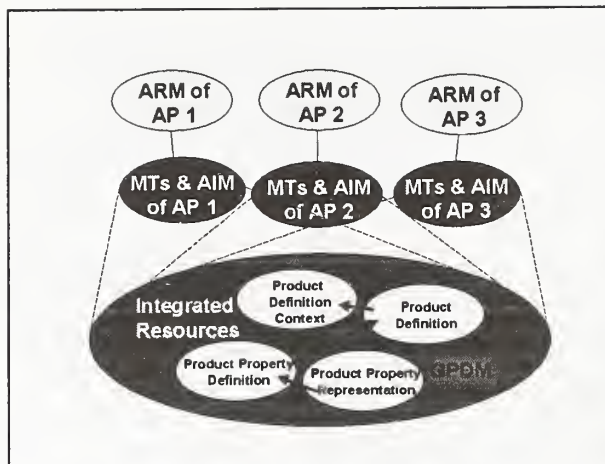 ARM of
AP 1
ARM of
AP 2
ARM of
AP 3
MTs & AIM
of AP 1
MTs & AIM
of AP 2
MTs & AIM
of AP 3
Integrated
Resources
Product
Definition
Context
Product
Definition
Product Property
Definition
Product Property
Representation
GPDM